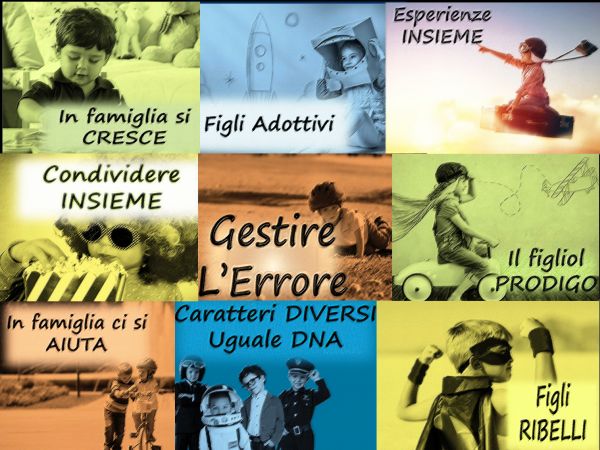 In famiglia si
CRESCE
Figli Adottivi
Esperienze
INSIEME
Condividere
INSIEME
Gestire
L'Errore
Il figliol
PRODIGO
In famiglia ci si
AIUTA
Caratteri DIVERSI
Uguale DNA
Figli
RIBELLI